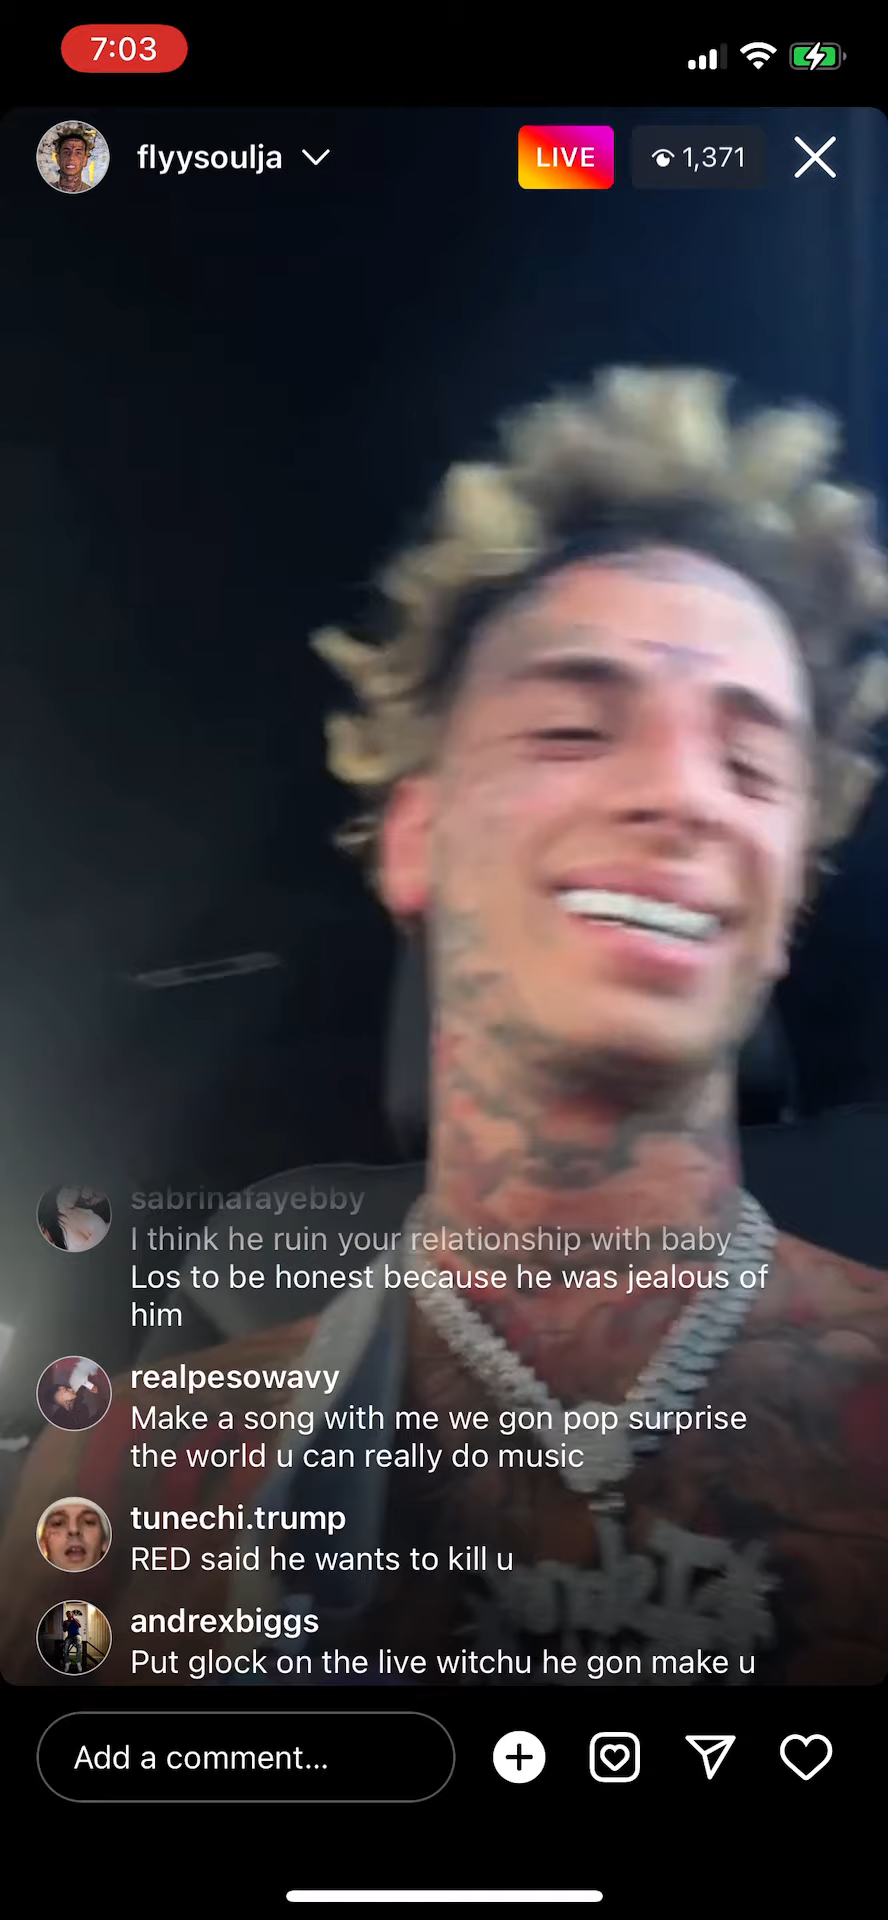 7:03
flyysoulja
LIVE
1,371
sabrinafayebby
I think he ruin your relationship with baby
Los to be honest because he was jealous of
him
realpesowavy
Make a song with me we gon pop surprise
the world u can really do music
tunechi.trump
RED said he wants to kill u
andrexbiggs
Put glock on the live witchu he gon make u
Add a comment...